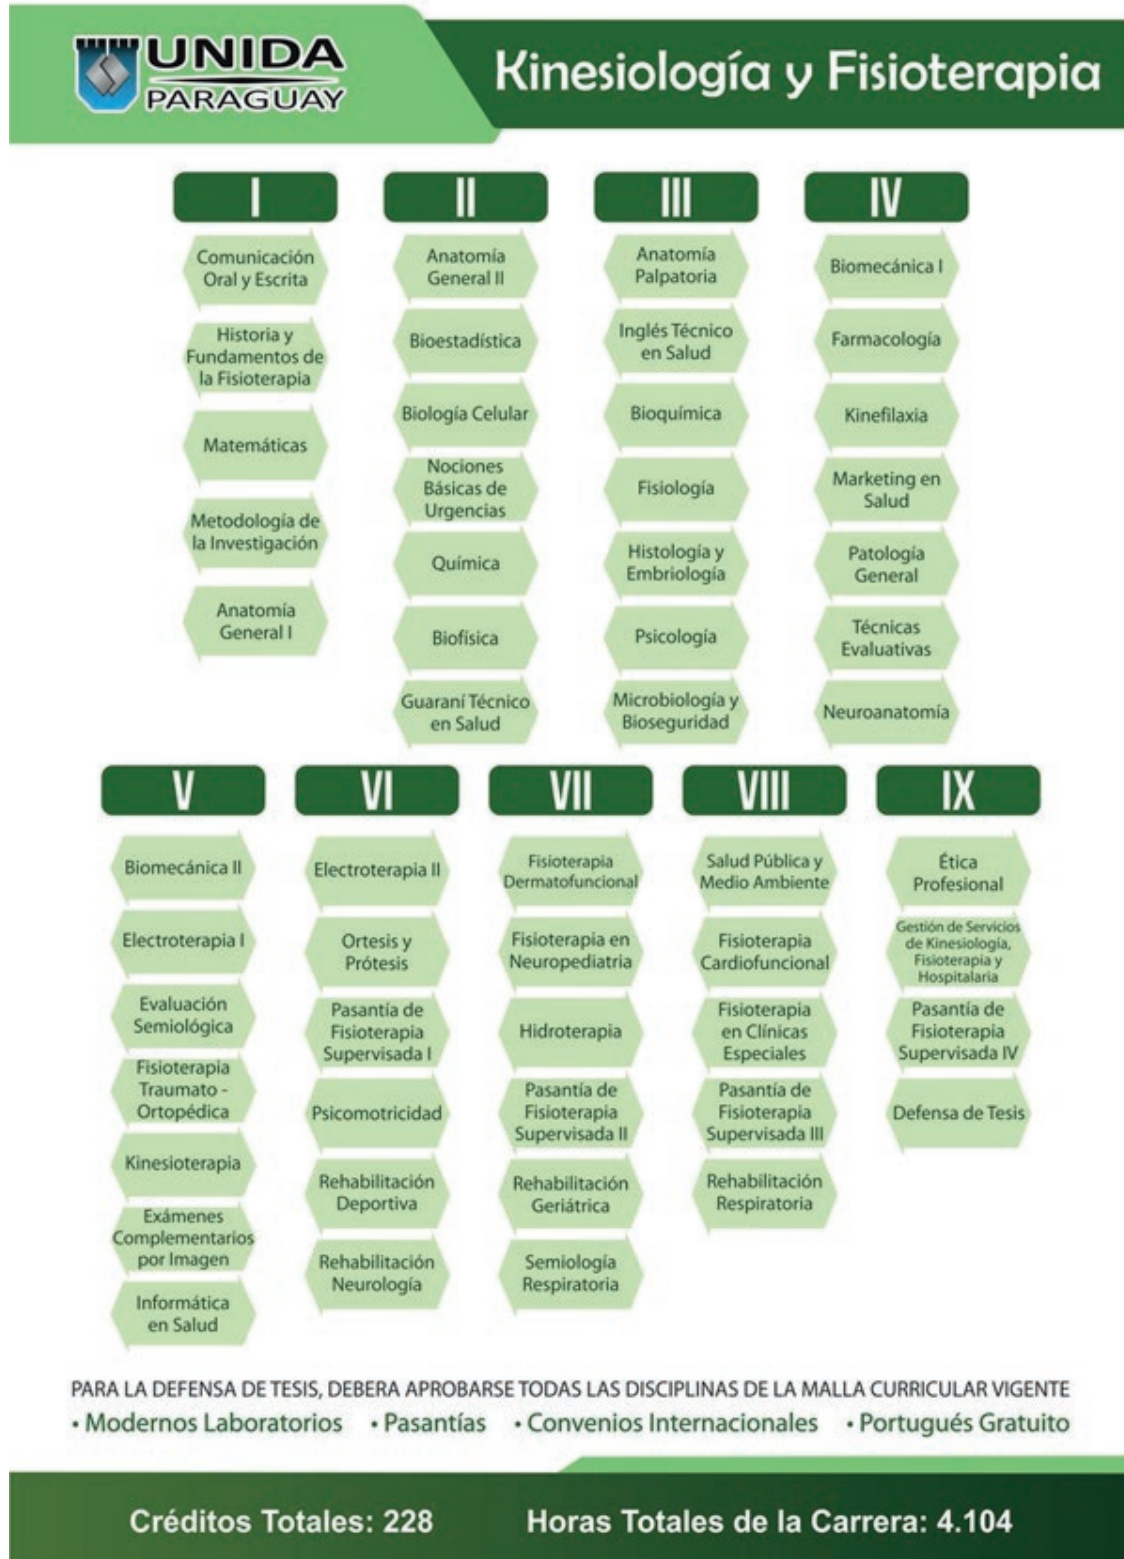 UNIDA
PARAGUAY
Kinesiología y Fisioterapia
I
Comunicación
Oral y Escrita
Historia y
Fundamentos de
la Fisioterapia
Matemáticas
Metodología de
la Investigación
Anatomía
General I
II
Anatomía
General II
Bioestadística
Biología Celular
Nociones
Básicas de
Urgencias
Química
Biofísica
Guaraní Técnico
en Salud
III
Anatomía
Palpatoria
Inglés Técnico
en Salud
Bioquímica
Fisiología
Histología y
Embriología
Psicología
Microbiología y
Bioseguridad
IV
Biomecánica I
Farmacología
Kinefilaxia
Marketing en
Salud
Patología
General
Técnicas
Evaluativas
Neuroanatomía
V
Biomecánica II
Electroterapia I
Evaluación
Semiológica
Fisioterapia
Traumato -
Ortopédica
Kinesioterapia
Exámenes
Complementarios
por Imagen
Informática
en Salud
VI
Electroterapia II
Ortesis y
Prótesis
Pasantía de
Fisioterapia
Supervisada I
Psicomotricidad
Rehabilitación
Deportiva
Rehabilitación
Neurología
VII
Fisioterapia
Dermatofuncional
Fisioterapia en
Neuropediatria
Hidroterapia
Pasantía de
Fisioterapia
Supervisada II
Rehabilitación
Geriátrica
Semiología
Respiratoria
VIII
Salud Pública y
Medio Ambiente
Fisioterapia
Cardiofuncional
Fisioterapia
en Clínicas
Especiales
Pasantía de
Fisioterapia
Supervisada III
Rehabilitación
Respiratoria
IX
Ética
Profesional
Gestión de Servicios
de Kinesiología,
Fisioterapia y
Hospitalaria
Pasantía de
Fisioterapia
Supervisada IV
Defensa de Tesis
PARA LA DEFENSA DE TESIS, DEBERA APROBARSE TODAS LAS DISCIPLINAS DE LA MALLA CURRICULAR VIGENTE
• Modernos Laboratorios • Pasantías • Convenios Internacionales • Portugués Gratuito
Créditos Totales: 228 Horas Totales de la Carrera: 4.104